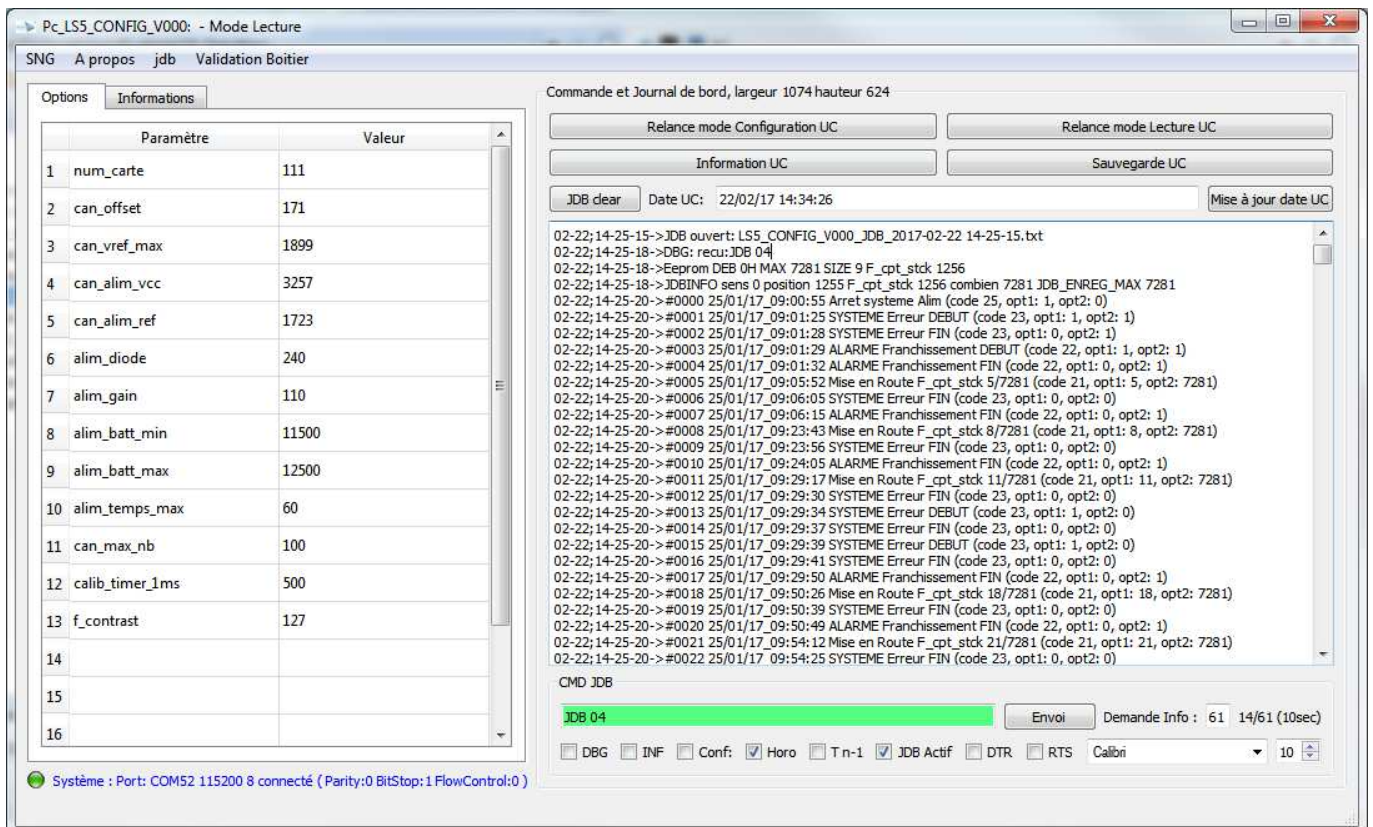 Pc_LS5_CONFIG_V000: - Mode Lecture
SNG A propos jdb Validation Boitier
Options Informations
Paramètre Valeur
1 num_carte 111
2 can_offset 171
3 can_vref_max 1899
4 can_alim_vcc 3257
5 can_alim_ref 1723
6 alim_diode 240
7 alim_gain 110
8 alim_batt_min 11500
9 alim_batt_max 12500
10 alim_temps_max 60
11 can_max_nb 100
12 calib_timer_1ms 500
13 f_contrast 127
14
15
16
Système : Port: COM52 115200 8 connecté ( Parity:0 BitStop:1 FlowControl:0 )
Commande et Journal de bord, largeur 1074 hauteur 624
Relance mode Configuration UC Relance mode Lecture UC
Information UC Sauvegarde UC
JDB clear Date UC: 22/02/17 14:34:26 Mise à jour date UC
02-22;14-25-15->JDB ouvert: LS5_CONFIG_V000_JDB_2017-02-22 14-25-15.txt
02-22;14-25-18->DBG: recu:JDB 04
02-22;14-25-18->Eeprom DEB 0H MAX 7281 SIZE 9 F_cpt_stck 1256
02-22;14-25-18->JDBINFO sens 0 position 1255 F_cpt_stck 1256 combien 7281 JDB_ENREG_MAX 7281
02-22;14-25-20->#0000 25/01/17_09:00:55 Arret systeme Alim (code 25, opt1: 1, opt2: 0)
02-22;14-25-20->#0001 25/01/17_09:01:25 SYSTEME Erreur DEBUT (code 23, opt1: 1, opt2: 1)
02-22;14-25-20->#0002 25/01/17_09:01:28 SYSTEME Erreur FIN (code 23, opt1: 0, opt2: 1)
02-22;14-25-20->#0003 25/01/17_09:01:29 ALARME Franchissement DEBUT (code 22, opt1: 1, opt2: 1)
02-22;14-25-20->#0004 25/01/17_09:01:32 ALARME Franchissement FIN (code 22, opt1: 0, opt2: 1)
02-22;14-25-20->#0005 25/01/17_09:05:52 Mise en Route F_cpt_stck 5/7281 (code 21, opt1: 5, opt2: 7281)
02-22;14-25-20->#0006 25/01/17_09:06:05 SYSTEME Erreur FIN (code 23, opt1: 0, opt2: 0)
02-22;14-25-20->#0007 25/01/17_09:06:15 ALARME Franchissement FIN (code 22, opt1: 0, opt2: 1)
02-22;14-25-20->#0008 25/01/17_09:23:43 Mise en Route F_cpt_stck 8/7281 (code 21, opt1: 8, opt2: 7281)
02-22;14-25-20->#0009 25/01/17_09:23:56 SYSTEME Erreur FIN (code 23, opt1: 0, opt2: 0)
02-22;14-25-20->#0010 25/01/17_09:24:05 ALARME Franchissement FIN (code 22, opt1: 0, opt2: 1)
02-22;14-25-20->#0011 25/01/17_09:29:17 Mise en Route F_cpt_stck 11/7281 (code 21, opt1: 11, opt2: 7281)
02-22;14-25-20->#0012 25/01/17_09:29:30 SYSTEME Erreur FIN (code 23, opt1: 0, opt2: 0)
02-22;14-25-20->#0013 25/01/17_09:29:34 SYSTEME Erreur DEBUT (code 23, opt1: 1, opt2: 0)
02-22;14-25-20->#0014 25/01/17_09:29:37 SYSTEME Erreur FIN (code 23, opt1: 0, opt2: 0)
02-22;14-25-20->#0015 25/01/17_09:29:39 SYSTEME Erreur DEBUT (code 23, opt1: 1, opt2: 0)
02-22;14-25-20->#0016 25/01/17_09:29:41 SYSTEME Erreur FIN (code 23, opt1: 0, opt2: 0)
02-22;14-25-20->#0017 25/01/17_09:29:50 ALARME Franchissement FIN (code 22, opt1: 0, opt2: 1)
02-22;14-25-20->#0018 25/01/17_09:50:26 Mise en Route F_cpt_stck 18/7281 (code 21, opt1: 18, opt2: 7281)
02-22;14-25-20->#0019 25/01/17_09:50:39 SYSTEME Erreur FIN (code 23, opt1: 0, opt2: 0)
02-22;14-25-20->#0020 25/01/17_09:50:49 ALARME Franchissement FIN (code 22, opt1: 0, opt2: 1)
02-22;14-25-20->#0021 25/01/17_09:54:12 Mise en Route F_cpt_stck 21/7281 (code 21, opt1: 21, opt2: 7281)
02-22;14-25-20->#0022 25/01/17_09:54:25 SYSTEME Erreur FIN (code 23, opt1: 0, opt2: 0)
CMD JDB
JDB 04 Envoi Demande Info : 61 14/61 (10sec)
DBG INF Conf: Horo T n-1 JDB Actif DTR RTS Calibri 10